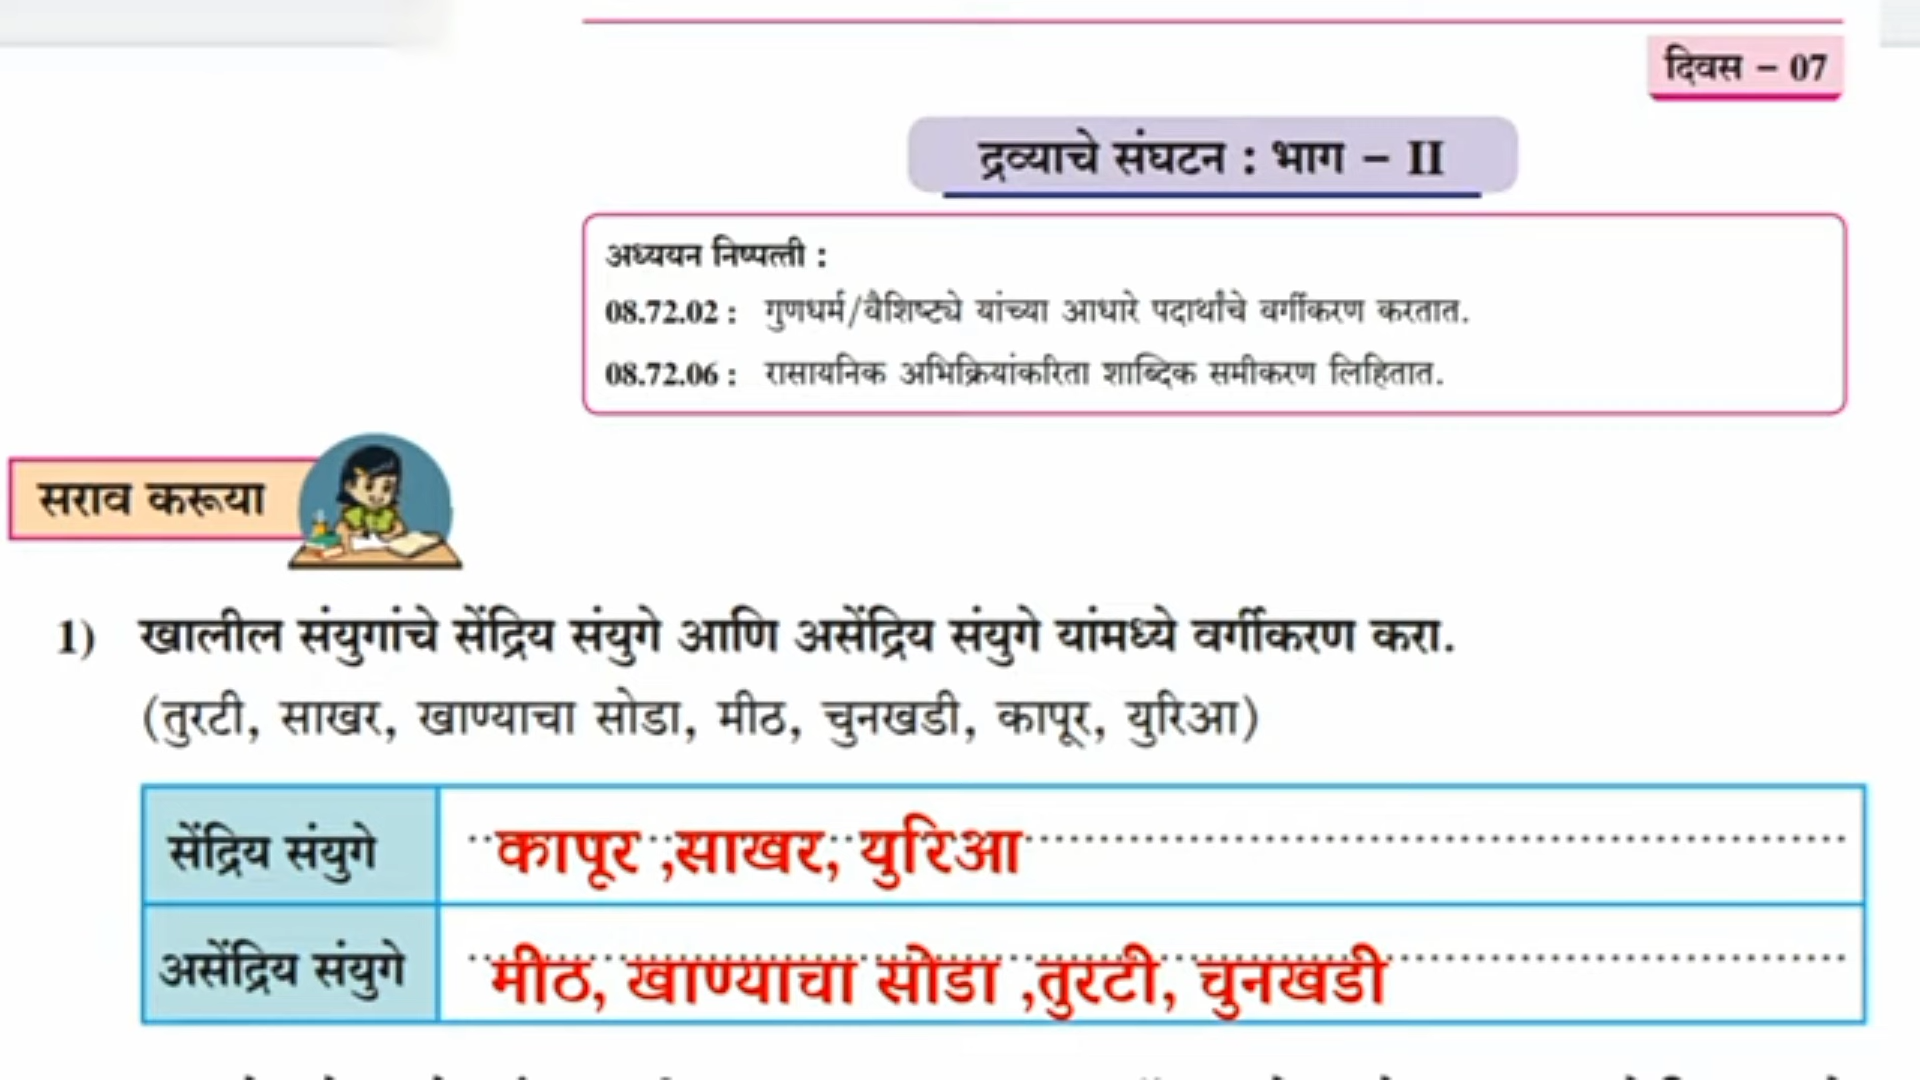 दिवस – 07
द्रव्याचे संघटन : भाग – II
अध्ययन निष्पत्ती :
08.72.02 : गुणधर्म/वैशिष्ट्ये यांच्या आधारे पदार्थांचे वर्गीकरण करतात.
08.72.06 : रासायनिक अभिक्रियांकरिता शाब्दिक समीकरण लिहितात.
सराव करूया
1) खालील संयुगांचे सेंद्रिय संयुगे आणि असेंद्रिय संयुगे यांमध्ये वर्गीकरण करा.
(तुरटी, साखर, खाण्याचा सोडा, मीठ, चुनखडी, कापूर, युरिआ)
सेंद्रिय संयुगे कापूर ,साखर, युरिआ
असेंद्रिय संयुगे मीठ, खाण्याचा सोडा ,तुरटी, चुनखडी